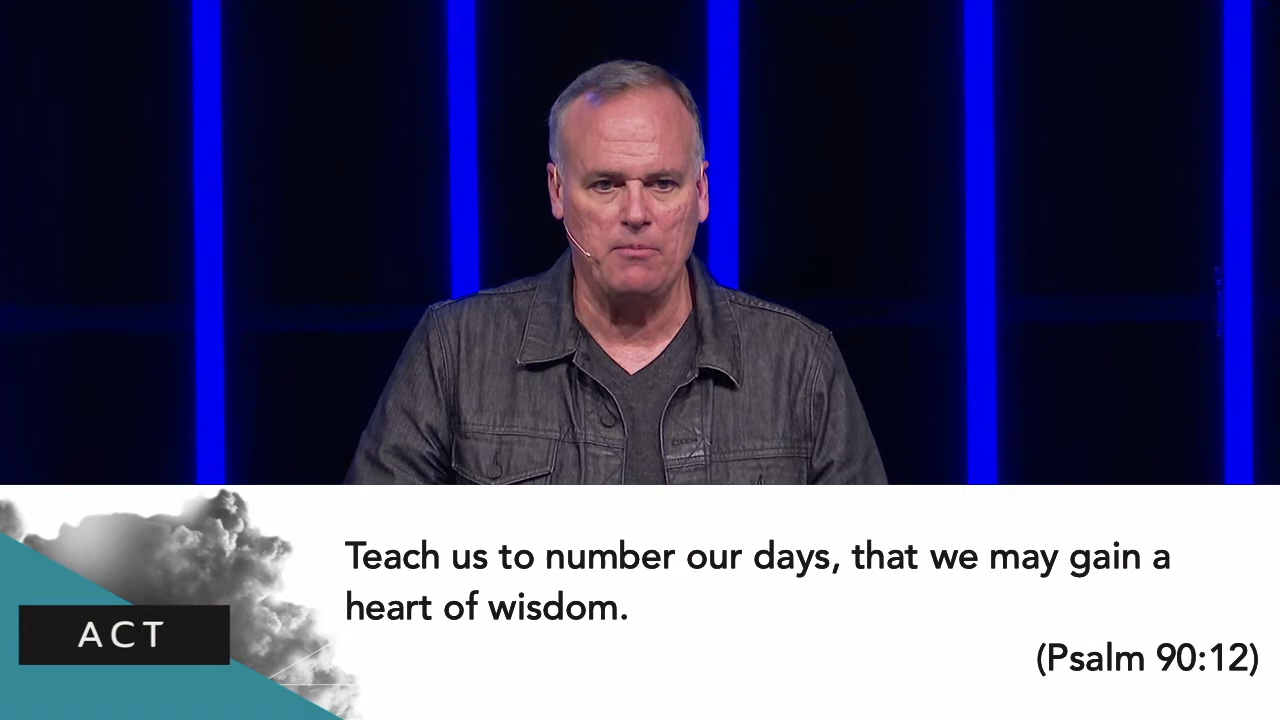 Teach us to number our days, that we may gain a
heart of wisdom.
(Psalm 90:12)
ACT